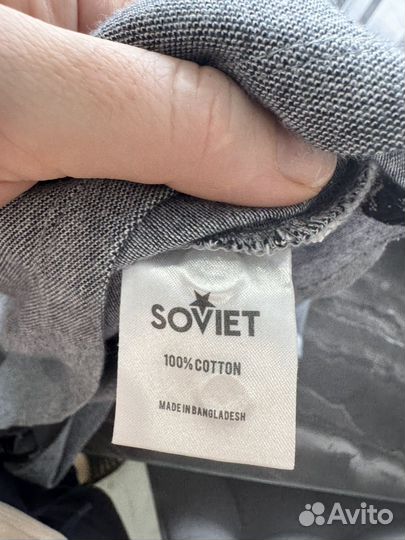 SOVIET
100% COTTON
MADE IN BANGLADESH
Avito